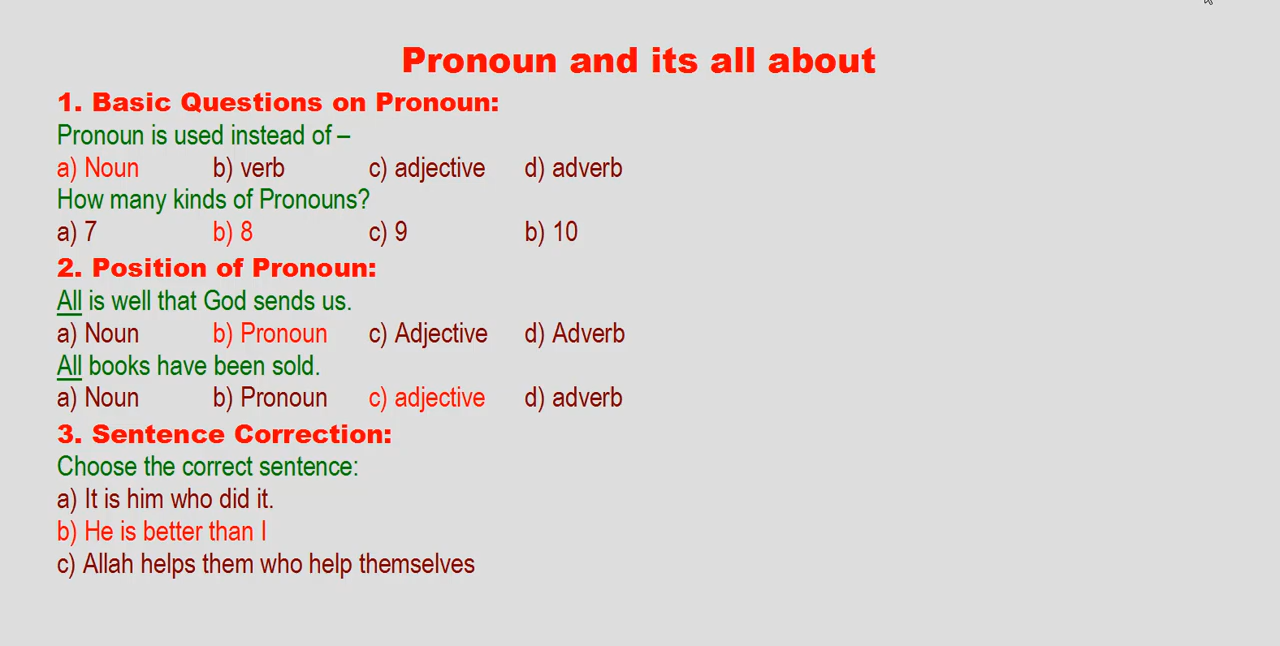 Pronoun and its all about
1. Basic Questions on Pronoun:
Pronoun is used instead of –
a) Noun b) verb c) adjective d) adverb
How many kinds of Pronouns?
a) 7 b) 8 c) 9 b) 10
2. Position of Pronoun:
All is well that God sends us.
a) Noun b) Pronoun c) Adjective d) Adverb
All books have been sold.
a) Noun b) Pronoun c) adjective d) adverb
3. Sentence Correction:
Choose the correct sentence:
a) It is him who did it.
b) He is better than I
c) Allah helps them who help themselves